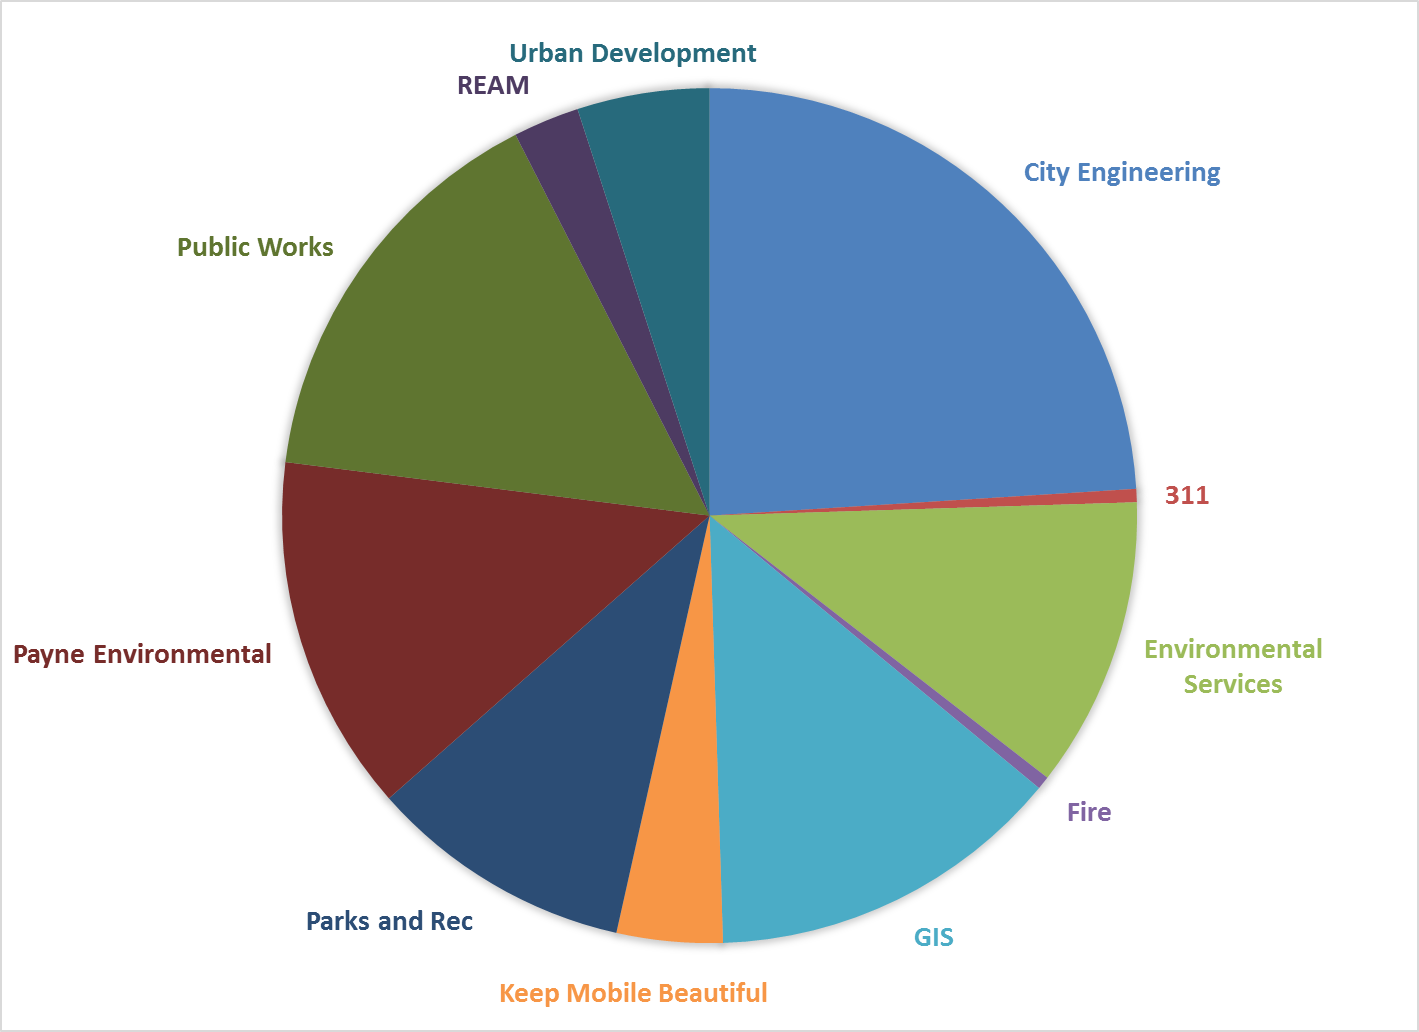 Urban Development
REAM
City Engineering
Public Works
311
Environmental
Services
Payne Environmental
Fire
Parks and Rec
GIS
Keep Mobile Beautiful